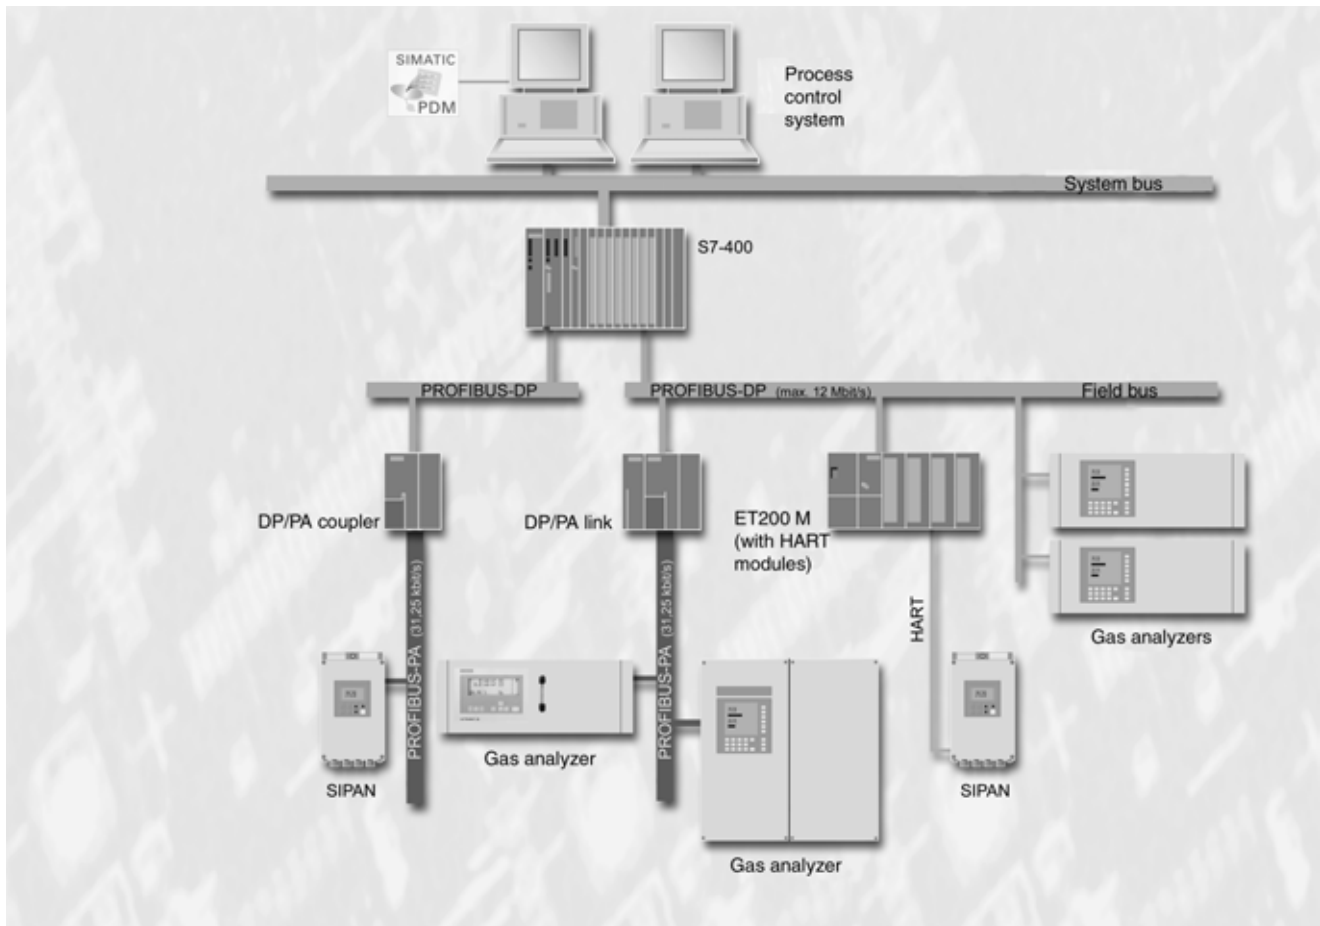 SIMATIC
PDM
Process
control
system
System bus
S7-400
PROFIBUS-DP
PROFIBUS-DP (max. 12 Mbit/s)
Field bus
DP/PA coupler
DP/PA link
ET200 M
(with HART
modules)
PROFIBUS-PA (31,25 kbit/s)
PROFIBUS-PA (31,25 kbit/s)
HART
Gas analyzers
SIPAN
Gas analyzer
SIPAN
Gas analyzer